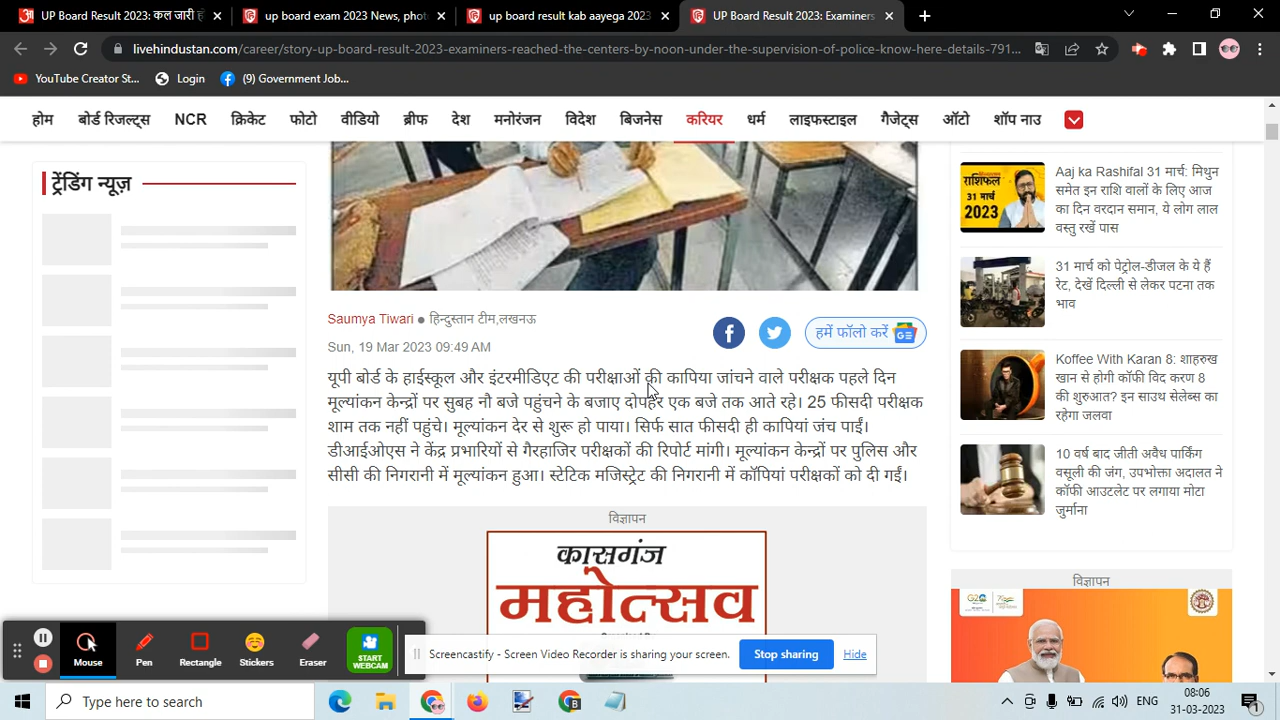 UP Board 2023: कल जारी हं
up board result 2023 News, phot
up board result kab aayega 2023
UP Board Result 2023: Examiners
livehindustan.com/career/story-up-board-result-2023-examiners-reached-the-centers-by-noon-under-the-supervision-of-police-know-here-details-791...
YouTube Creator St...
Login
(9) Government Job...
होम बोर्ड रिजल्ट्स NCR क्रिकेट फोटो वीडियो ब्रीफ देश मनोरंजन विदेश बिजनेस करियर धर्म लाइफस्टाइल गैजेट्स ऑटो शॉप नाउ
ट्रेंडिंग न्यूज़
Saumya Tiwari ● हिन्दुस्तान टीम,लखनऊ
Sun, 19 Mar 2023 09:49 AM
हमें फॉलो करें
यूपी बोर्ड के हाईस्कूल और इंटरमीडिएट की परीक्षाओं की कापिया जांचने वाले परीक्षक पहले दिन
मूल्यांकन केन्द्रों पर सुबह नौ बजे पहुंचने के बजाए दोपहर एक बजे तक आते रहे। 25 फीसदी परीक्षक
शाम तक नहीं पहुंचे। मूल्यांकन देर से शुरू हो पाया। सिर्फ सात फीसदी ही कापियां जंच पाईं।
डीआईओएस ने केंद्र प्रभारियों से गैरहाजिर परीक्षकों की रिपोर्ट मांगी। मूल्यांकन केन्द्रों पर पुलिस और
सीसी की निगरानी में मूल्यांकन हुआ। स्टेटिक मजिस्ट्रेट की निगरानी में कॉपियां परीक्षकों को दी गईं।
विज्ञापन
कासगंज
महोत्सव
राशिफल
31 मार्च
2023
Aaj ka Rashifal 31 मार्च: मिथुन
समेत इन राशि वालों के लिए आज
का दिन वरदान समान, ये लोग लाल
वस्तु रखें पास
31 मार्च को पेट्रोल-डीजल के ये हैं
रेट, देखें दिल्ली से लेकर पटना तक
भाव
Koffee With Karan 8: शाहरुख
खान से होगी कॉफी विद करण 8
की शुरुआत? इन साउथ सेलेब्स का
रहेगा जलवा
10 वर्ष बाद जीती अवैध पार्किंग
वसूली की जंग, उपभोक्ता अदालत ने
कॉफी आउटलेट पर लगाया मोटा
जुर्माना
विज्ञापन
G20
Mouse
Pen
Rectangle
Stickers
Eraser
START
WEBCAM
Screencastify - Screen Video Recorder is sharing your screen.
Stop sharing
Hide
Type here to search
ENG
08:06
31-03-2023